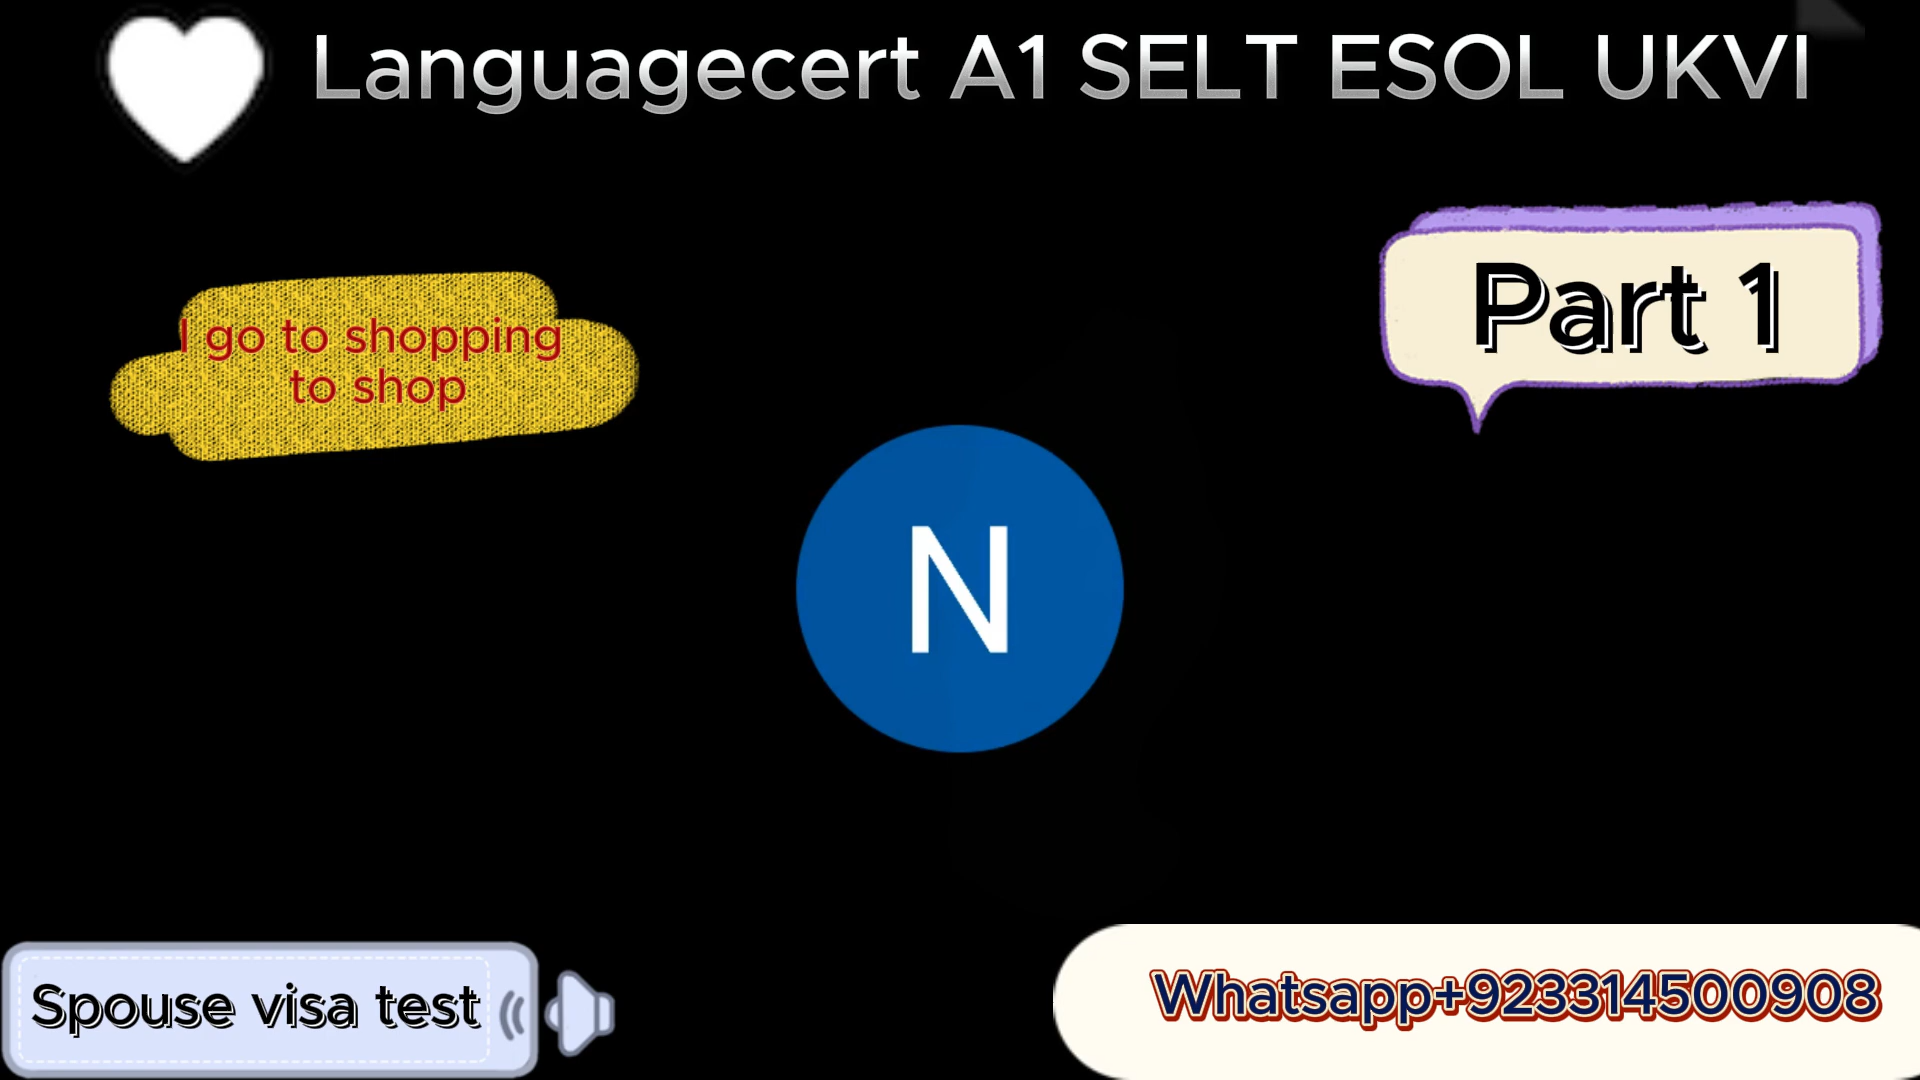 Languagecert A1 SELT ESOL UKVI
Part 1
I go to shopping
to shop
N
Spouse visa test
Whatsapp+923314500908